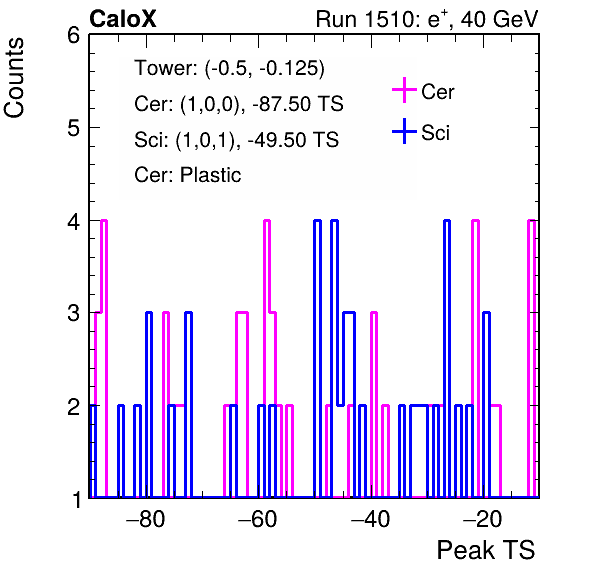 CaloX Run 1510: e⁺, 40 GeV
Counts
Tower: (-0.5, -0.125)
Cer: (1,0,0), -87.50 TS
Sci: (1,0,1), -49.50 TS
Cer: Plastic
Cer
Sci
6
5
4
3
2
1
−80 −60 −40 −20
Peak TS